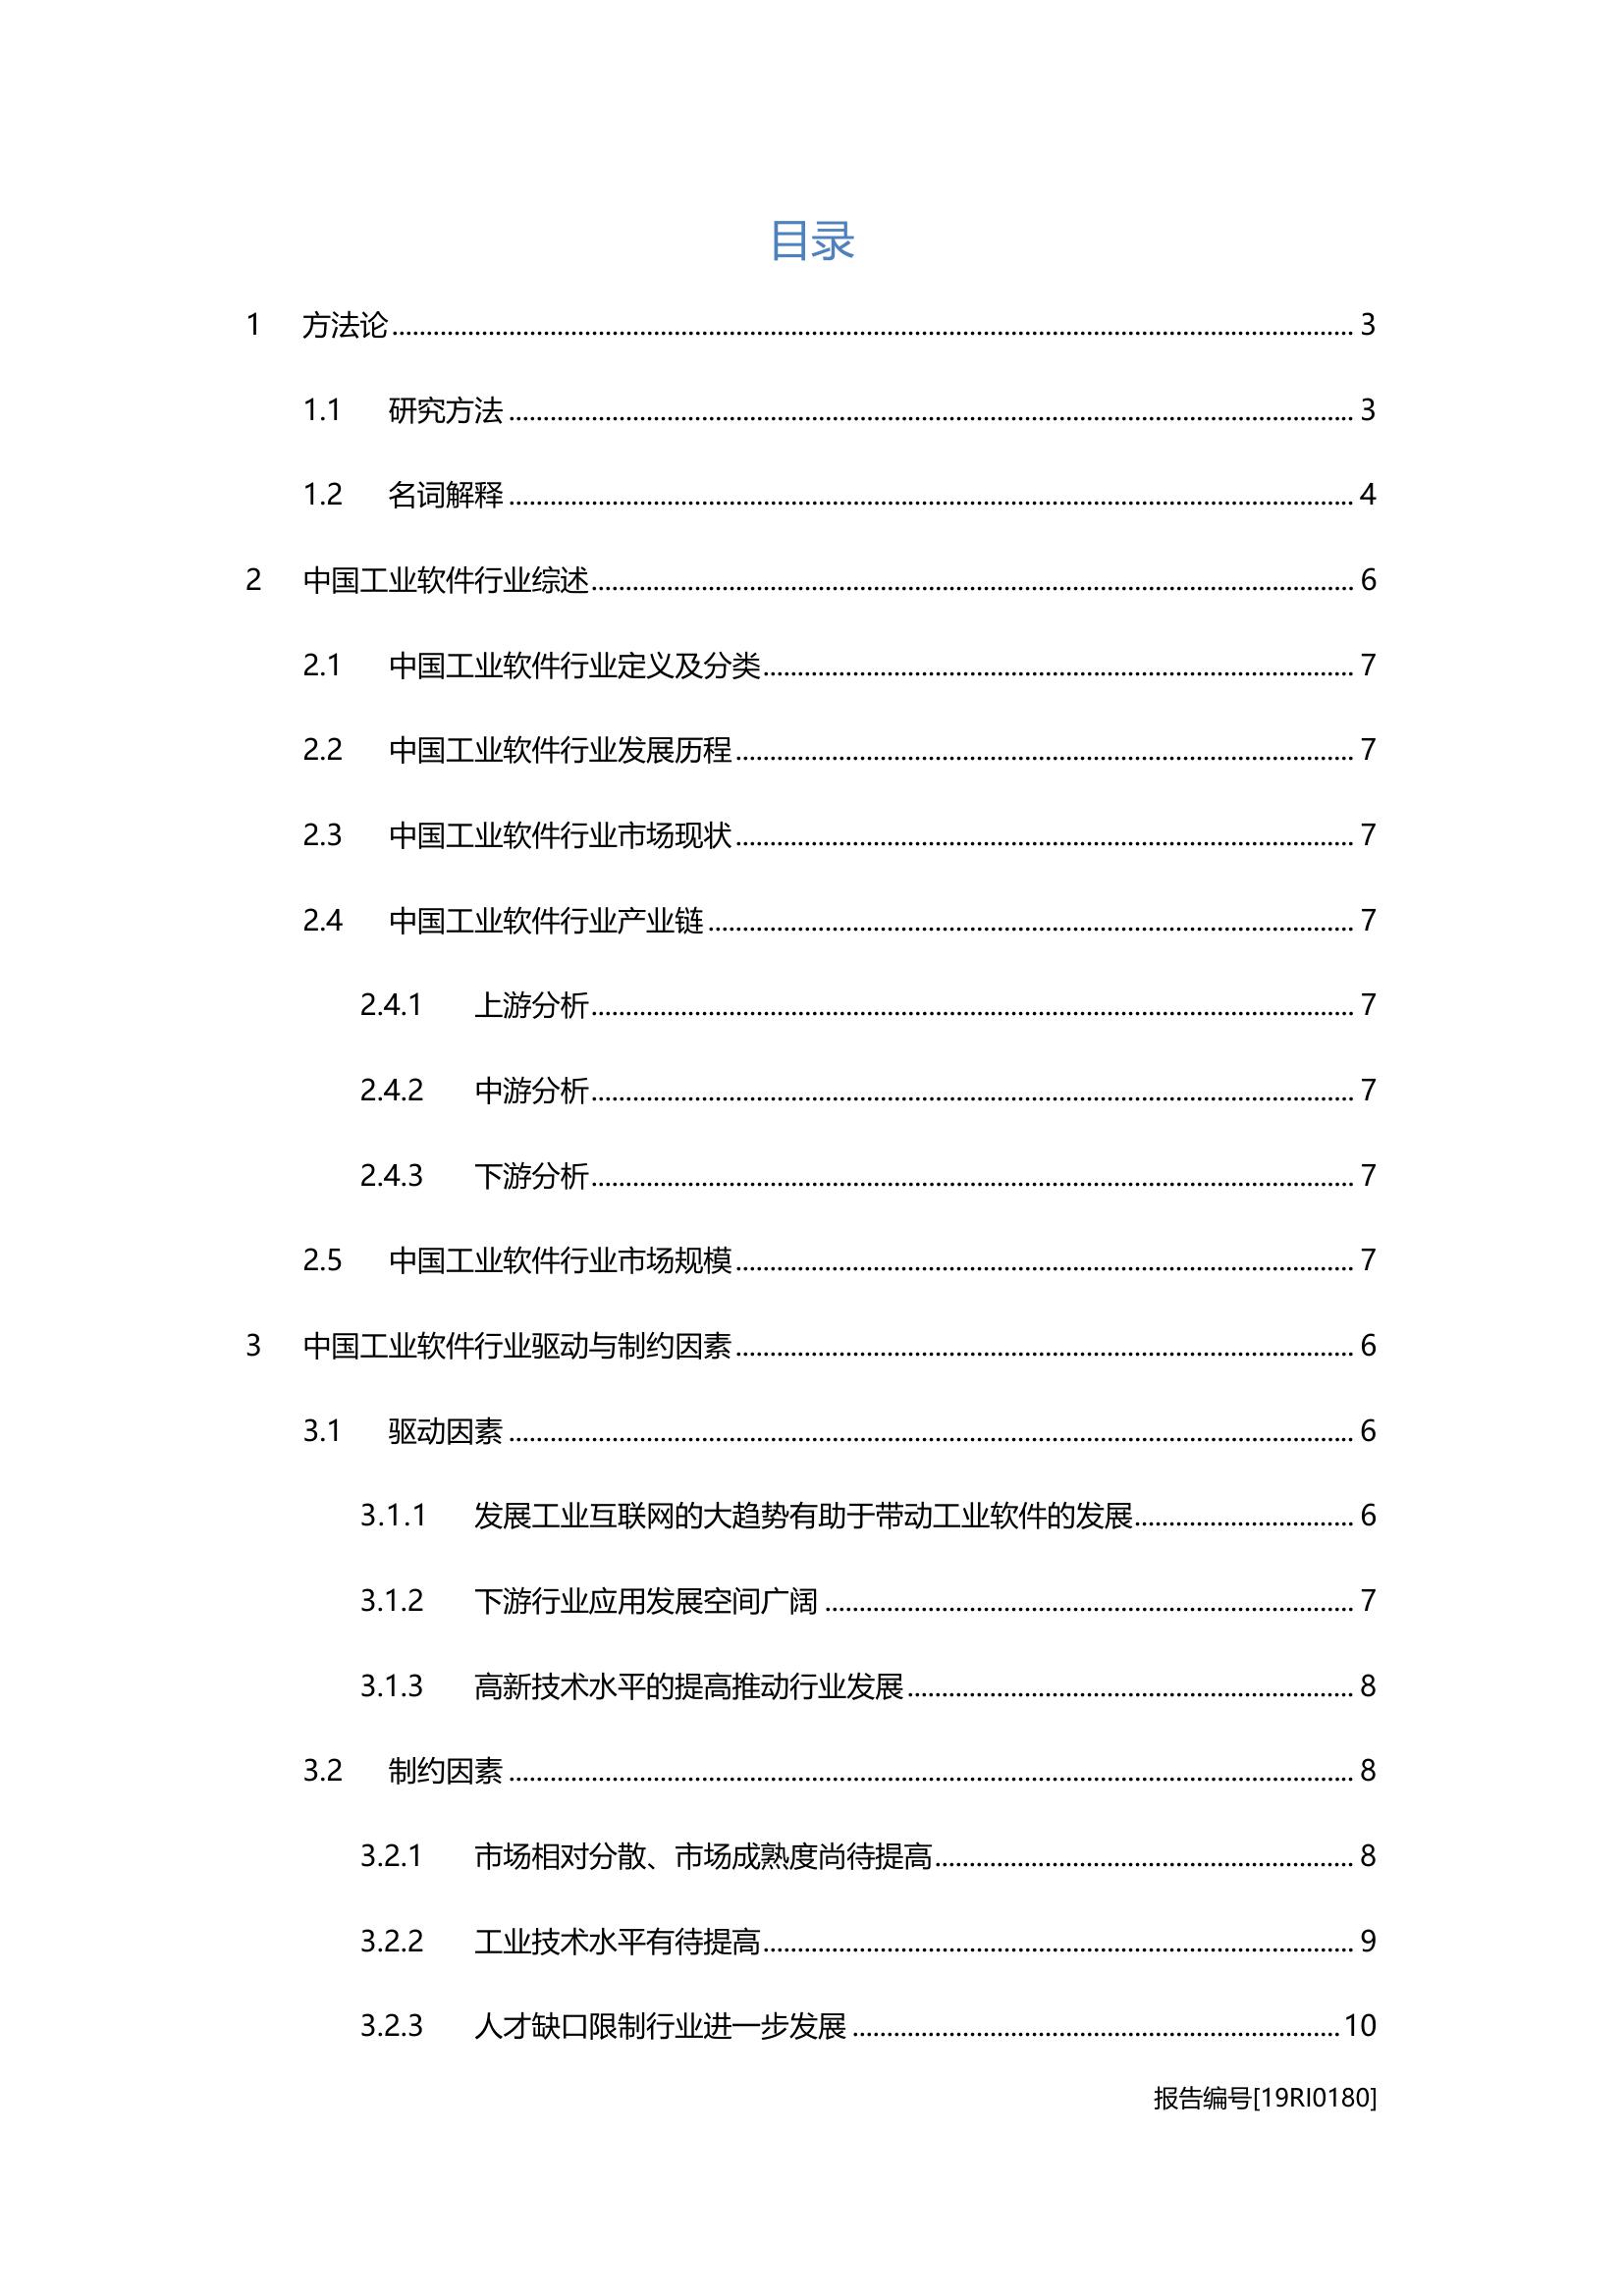 目录
1 方法论 3
1.1 研究方法 3
1.2 名词解释 4
2 中国工业软件行业综述 6
2.1 中国工业软件行业定义及分类 7
2.2 中国工业软件行业发展历程 7
2.3 中国工业软件行业市场现状 7
2.4 中国工业软件行业产业链 7
2.4.1 上游分析 7
2.4.2 中游分析 7
2.4.3 下游分析 7
2.5 中国工业软件行业市场规模 7
3 中国工业软件行业驱动与制约因素 6
3.1 驱动因素 6
3.1.1 发展工业互联网的大趋势有助于带动工业软件的发展 6
3.1.2 下游行业应用发展空间广阔 7
3.1.3 高新技术水平的提高推动行业发展 8
3.2 制约因素 8
3.2.1 市场相对分散、市场成熟度尚待提高 8
3.2.2 工业技术水平有待提高 9
3.2.3 人才缺口限制行业进一步发展 10
报告编号[19RI0180]